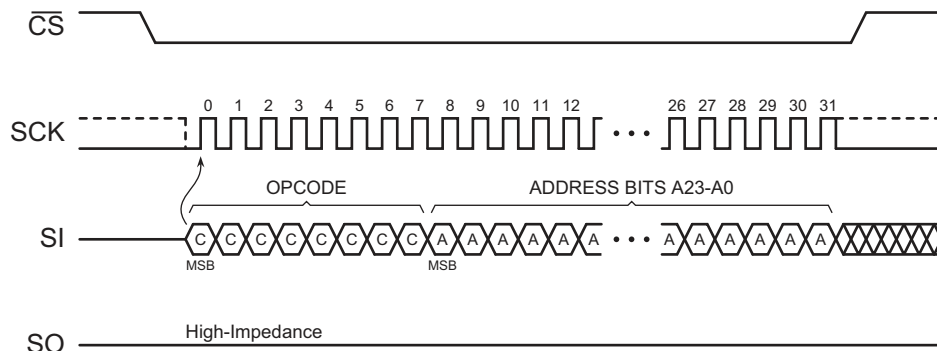 CS
0 1 2 3 4 5 6 7 8 9 10 11 12 26 27 28 29 30 31
SCK
OPCODE ADDRESS BITS A23-A0
SI C C C C C C C C A A A A A A A A A A A A
MSB MSB
High-Impedance
SO